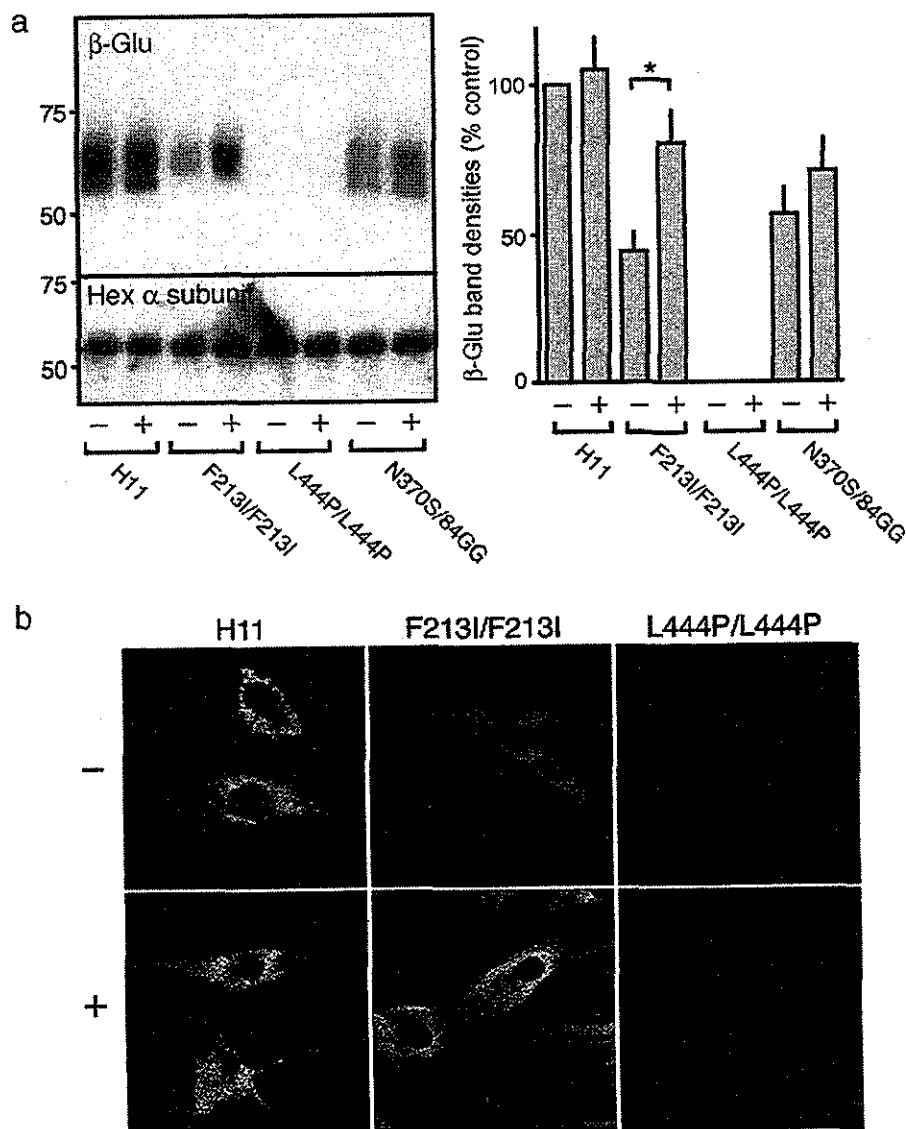 a
β-Glu
75
50
75
Hex α subunit
50
− + − + − + − +
H11
F213I/F213I
L444P/L444P
N370S/84GG
β-Glu band densities (% control)
100
50
0
*
− + − + − + − +
H11
F213I/F213I
L444P/L444P
N370S/84GG
b
H11 F213I/F213I L444P/L444P
−
+